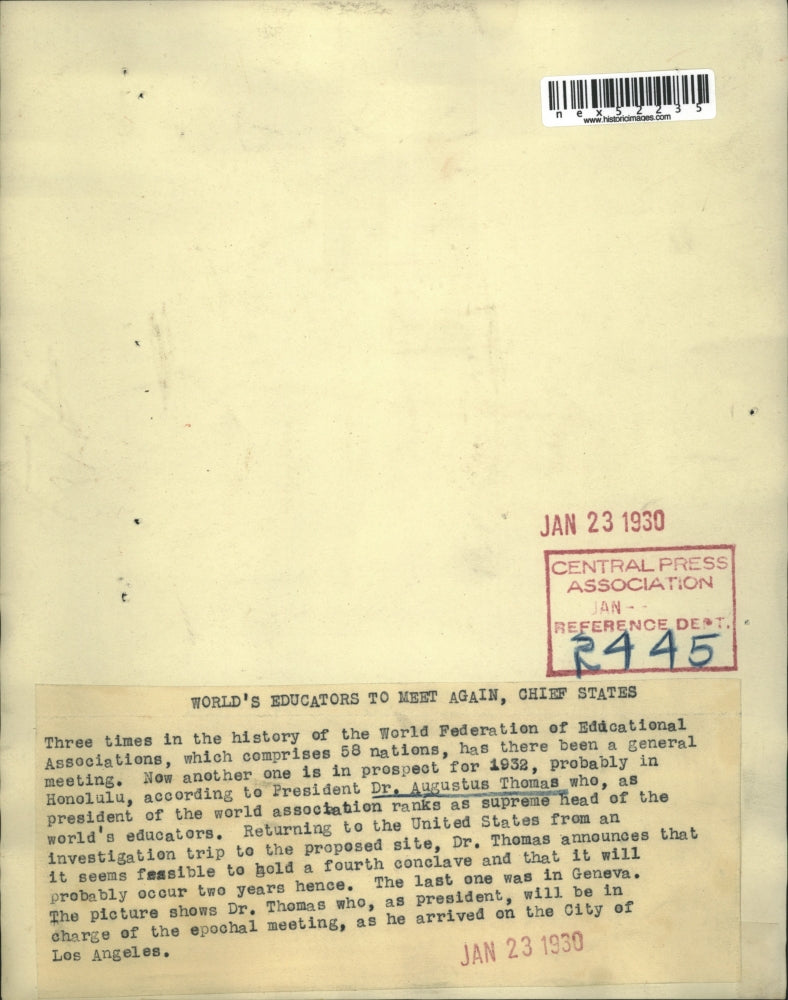 nex52235
www.historicimages.com
JAN 23 1930
CENTRAL PRESS
ASSOCIATION
JAN - -
REFERENCE DEPT.
R445
WORLD'S EDUCATORS TO MEET AGAIN, CHIEF STATES
Three times in the history of the World Federation of Educational
Associations, which comprises 58 nations, has there been a general
meeting. Now another one is in prospect for 1932, probably in
Honolulu, according to President Dr. Augustus Thomas who, as
president of the world association ranks as supreme head of the
world's educators. Returning to the United States from an
investigation trip to the proposed site, Dr. Thomas announces that
it seems feasible to hold a fourth conclave and that it will
probably occur two years hence. The last one was in Geneva.
The picture shows Dr. Thomas who, as president, will be in
charge of the epochal meeting, as he arrived on the City of
Los Angeles.
JAN 23 1930